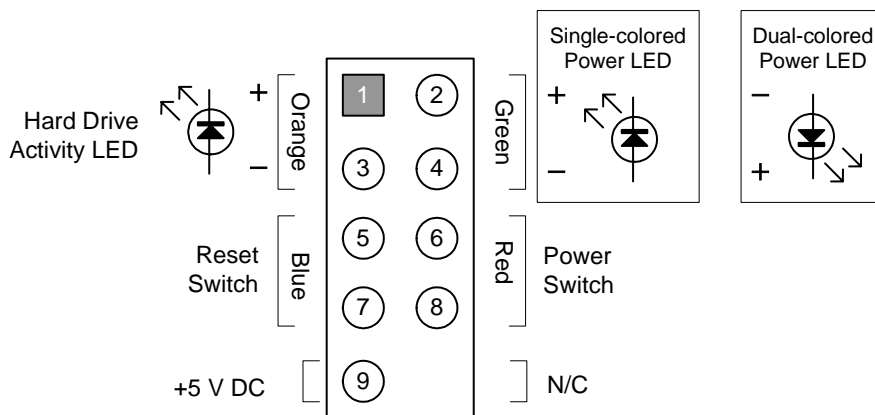 Single-colored
Power LED
Dual-colored
Power LED
Hard Drive
Activity LED
+
−
Orange
1
2
3
4
Green
+
−
−
+
Reset
Switch
Blue
5
6
7
8
Red
Power
Switch
+5 V DC
9
N/C